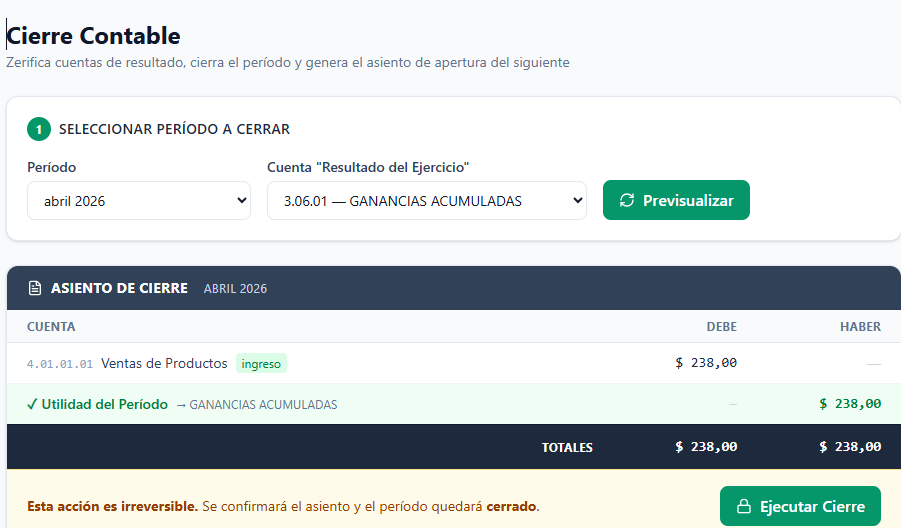 Cierre Contable
Zerifica cuentas de resultado, cierra el período y genera el asiento de apertura del siguiente
1 SELECCIONAR PERÍODO A CERRAR
Período Cuenta "Resultado del Ejercicio"
abril 2026 3.06.01 — GANANCIAS ACUMULADAS Previsualizar
ASIENTO DE CIERRE ABRIL 2026
CUENTA DEBE HABER
4.01.01.01 Ventas de Productos ingreso $ 238,00 —
✓ Utilidad del Período → GANANCIAS ACUMULADAS — $ 238,00
TOTALES $ 238,00 $ 238,00
Esta acción es irreversible. Se confirmará el asiento y el período quedará cerrado. Ejecutar Cierre